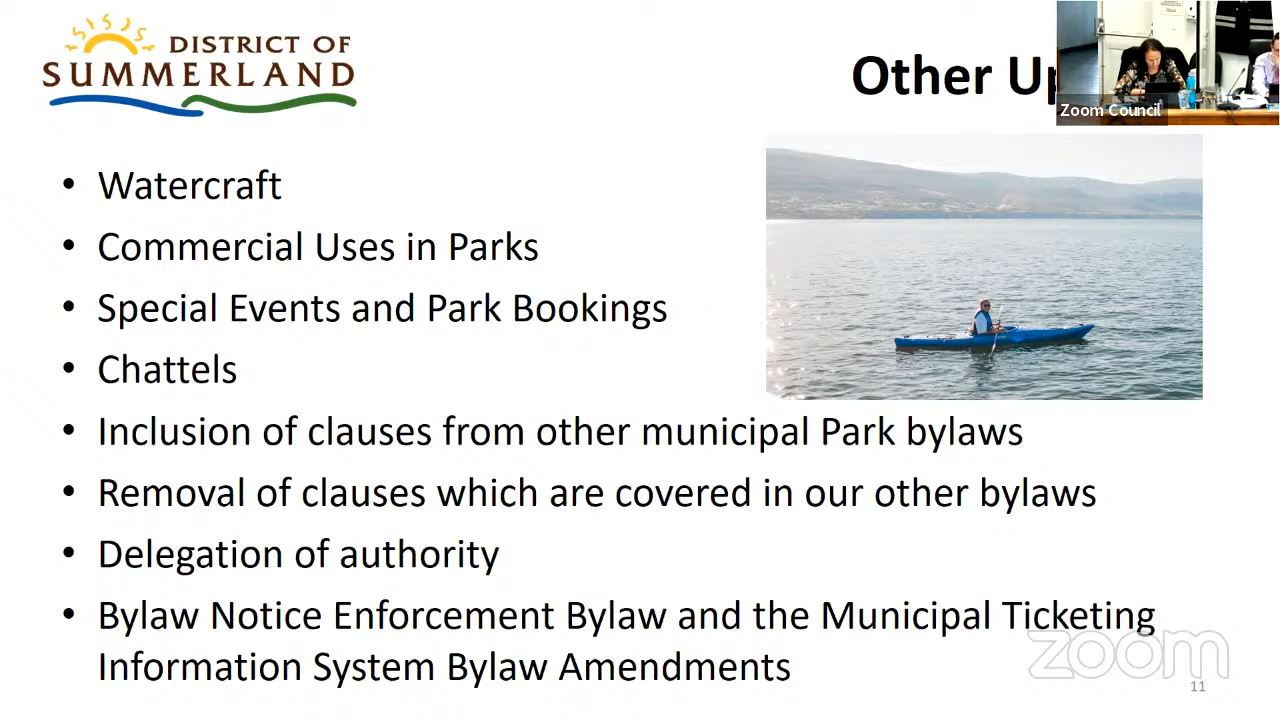 DISTRICT OF
SUMMERLAND
Other Up
Zoom Council
• Watercraft
• Commercial Uses in Parks
• Special Events and Park Bookings
• Chattels
• Inclusion of clauses from other municipal Park bylaws
• Removal of clauses which are covered in our other bylaws
• Delegation of authority
• Bylaw Notice Enforcement Bylaw and the Municipal Ticketing
Information System Bylaw Amendments
zoom
11